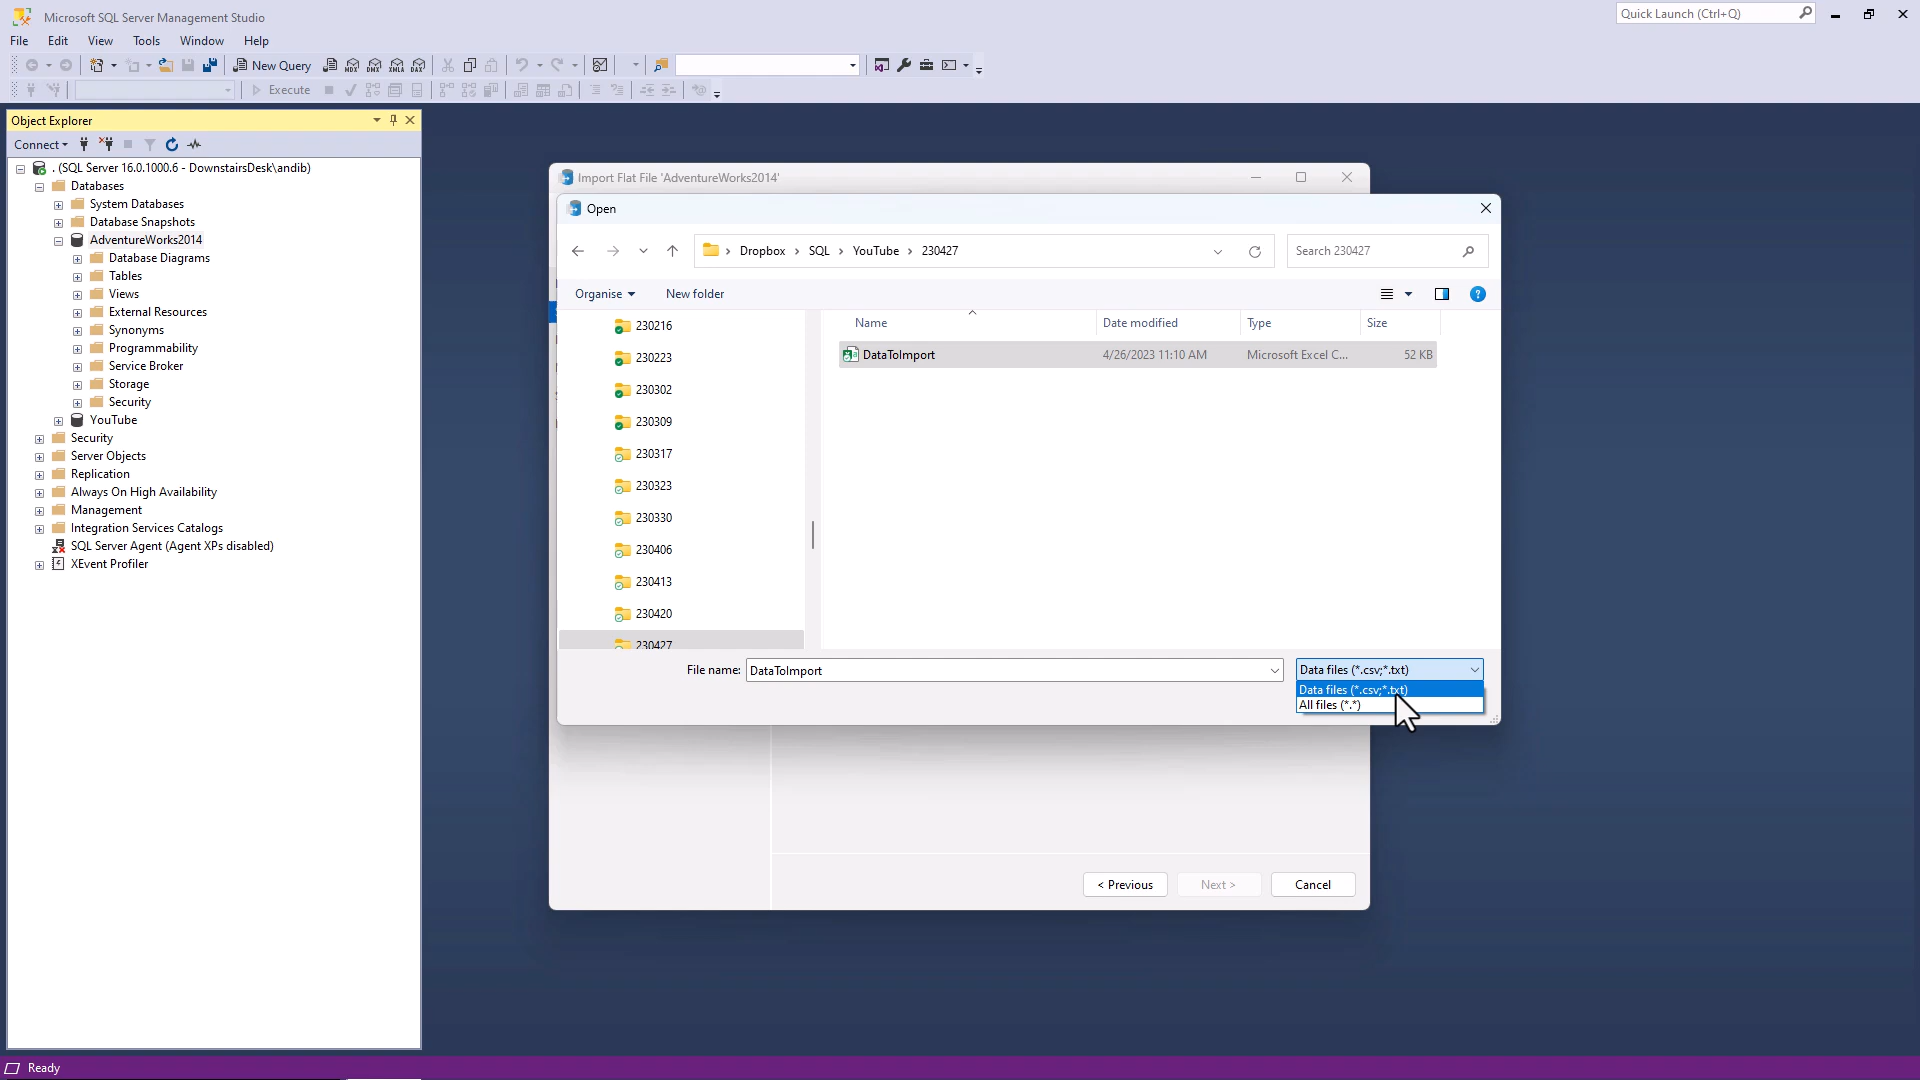 Microsoft SQL Server Management Studio
Quick Launch (Ctrl+Q)
File Edit View Tools Window Help
New Query
MDX DMX XMLA DAX
Execute
Object Explorer
Connect
. (SQL Server 16.0.1000.6 - DownstairsDesk\andib)
Databases
System Databases
Database Snapshots
AdventureWorks2014
Database Diagrams
Tables
Views
External Resources
Synonyms
Programmability
Service Broker
Storage
Security
YouTube
Security
Server Objects
Replication
Always On High Availability
Management
Integration Services Catalogs
SQL Server Agent (Agent XPs disabled)
XEvent Profiler
Import Flat File 'AdventureWorks2014'
Open
Dropbox › SQL › YouTube › 230427
Search 230427
Organise New folder
Name Date modified Type Size
DataToImport 4/26/2023 11:10 AM Microsoft Excel C... 52 KB
230216
230223
230302
230309
230317
230323
230330
230406
230413
230420
230427
File name: DataToImport
Data files (*.csv;*.txt)
Data files (*.csv;*.txt)
All files (*.*)
< Previous Next > Cancel
Ready